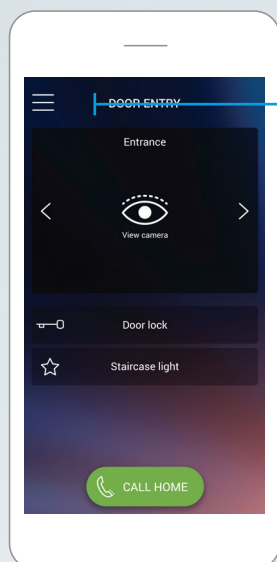 DOOR ENTRY
Entrance
View camera
Door lock
Staircase light
CALL HOME